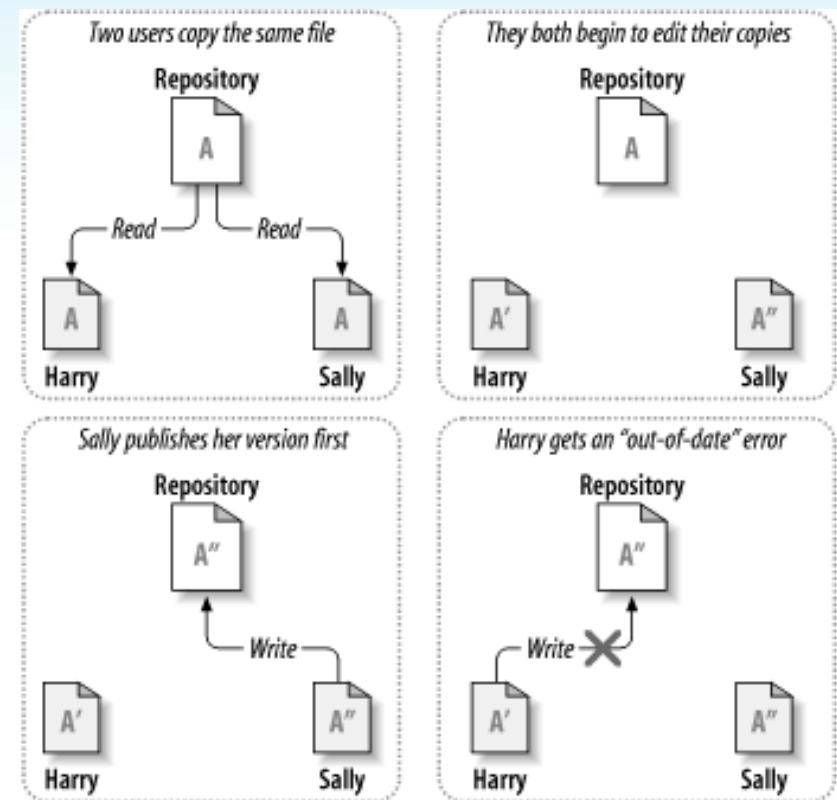 Two users copy the same file
Repository
A
Read
Read
A
A
Harry
Sally
They both begin to edit their copies
Repository
A
A'
A"
Harry
Sally
Sally publishes her version first
Repository
A"
Write
A'
A"
Harry
Sally
Harry gets an “out-of-date” error
Repository
A"
Write
A'
A"
Harry
Sally